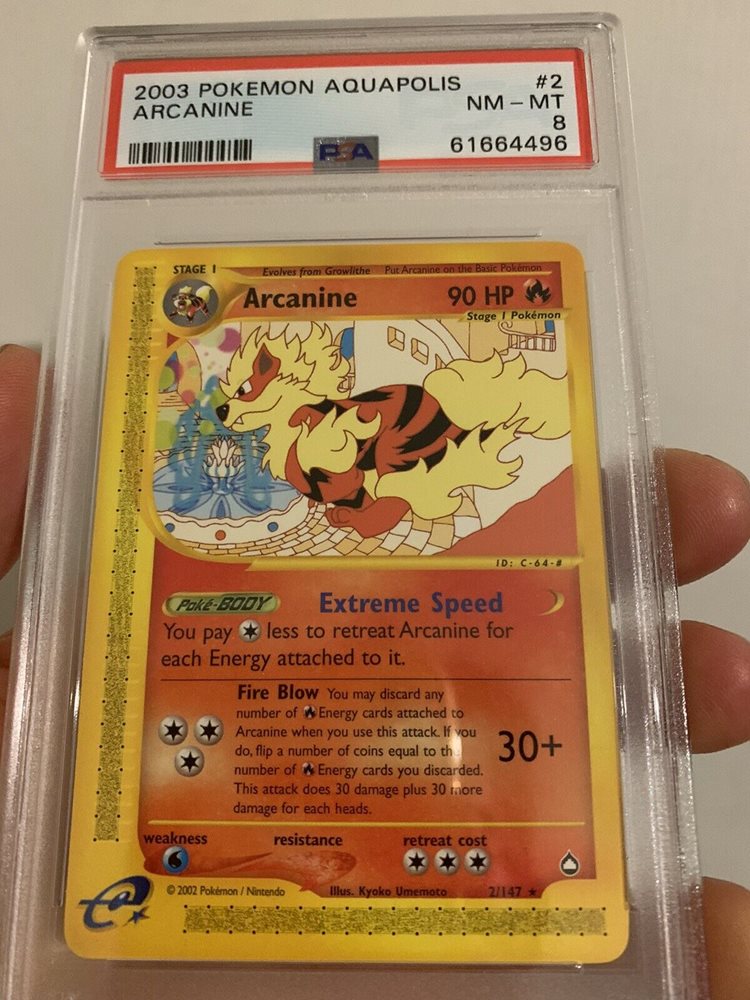 2003 POKEMON AQUAPOLIS #2
ARCANINE NM - MT
8
PSA 61664496
STAGE 1 Evolves from Growlithe Put Arcanine on the Basic Pokémon
Arcanine 90 HP
Stage 1 Pokémon
ID: C-64-#
Poké-BODY Extreme Speed
You pay less to retreat Arcanine for
each Energy attached to it.
Fire Blow You may discard any
number of Energy cards attached to
Arcanine when you use this attack. If you
do, flip a number of coins equal to the
number of Energy cards you discarded.
This attack does 30 damage plus 30 more
damage for each heads.
30+
weakness resistance retreat cost
© 2002 Pokémon / Nintendo Illus. Kyoko Umemoto 2/147 ★
e